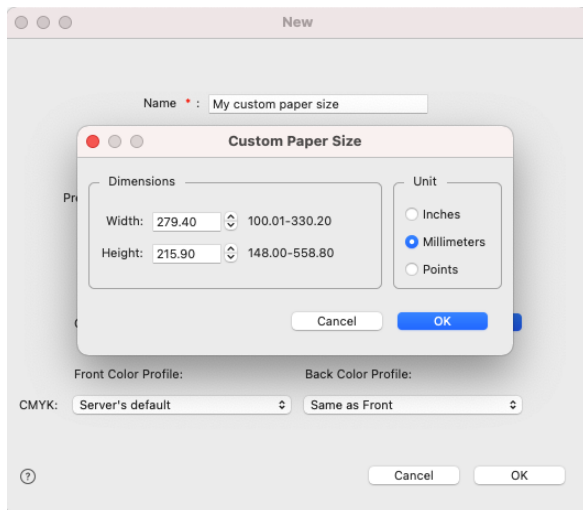 New
Name * : My custom paper size
Custom Paper Size
Dimensions
Unit
Pr
Width: 279.40 100.01-330.20
Inches
Millimeters
Height: 215.90 148.00-558.80
Points
Cancel OK
Front Color Profile: Back Color Profile:
CMYK: Server's default Same as Front
? Cancel OK